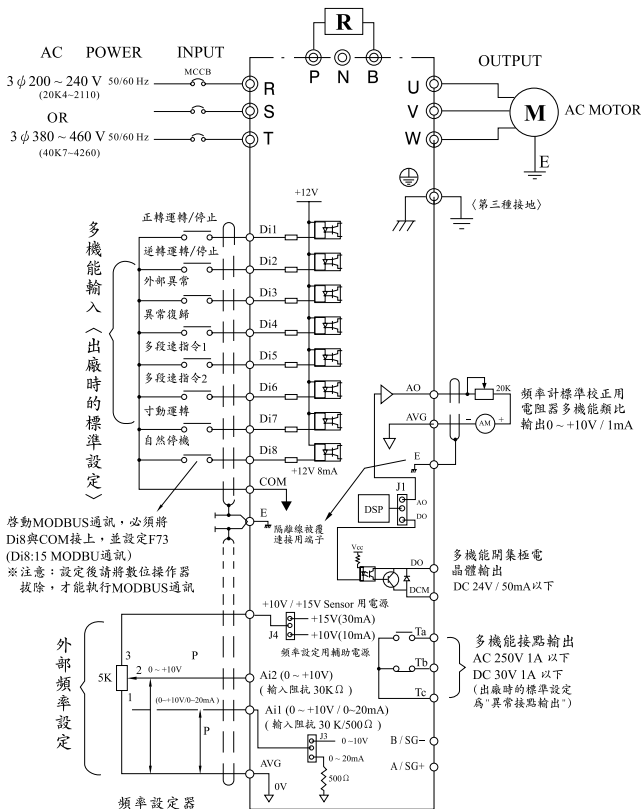 R
AC POWER INPUT
OUTPUT
P N B
3 ψ 200 ~ 240 V 50/60 Hz
(20K4~2110)
MCCB
OR
3 ψ 380 ~ 460 V 50/60 Hz
(40K7~4260)
R
S
T
U
V
W
M
AC MOTOR
E
〈第三種接地〉
+12V
多機能輸入〈出廠時的標準設定〉
正轉運轉/停止
Di1
逆轉運轉/停止
Di2
外部異常
Di3
異常復歸
Di4
多段速指令1
Di5
多段速指令2
Di6
寸動運轉
Di7
自然停機
Di8
+12V 8mA
COM
E
啓動MODBUS通訊，必須將
Di8與COM接上，並設定F73
(Di8:15 MODBU通訊)
※注意：設定後請將數位操作器
拔除，才能執行MODBUS通訊
隔離線被覆
連接用端子
AO
20K
AVG
－
AM
+
E
頻率計標準校正用
電阻器多機能類比
輸出0 ~ +10V / 1mA
J1
DSP
AO
DO
Vcc
DO
DCM
多機能開集極電
晶體輸出
DC 24V / 50mA以下
+10V / +15V Sensor 用電源
+15V(30mA)
J4
+10V(10mA)
頻率設定用輔助電源
Ta
Tb
Tc
多機能接點輸出
AC 250V 1A 以下
DC 30V 1A 以下
(出廠時的標準設定
爲"異常接點輸出")
外部頻率設定
5K
3
2
1
0 ~ +10V
P
Ai2 (0 ~ +10V)
( 輸入阻抗 30KΩ )
(0~+10V/0~20mA)
P
Ai1 (0 ~ +10V / 0~20mA)
( 輸入阻抗 30 K/500Ω )
J3
0 ~10V
0 ~ 20mA
500Ω
AVG
0V
B / SG−
A / SG+
頻率設定器